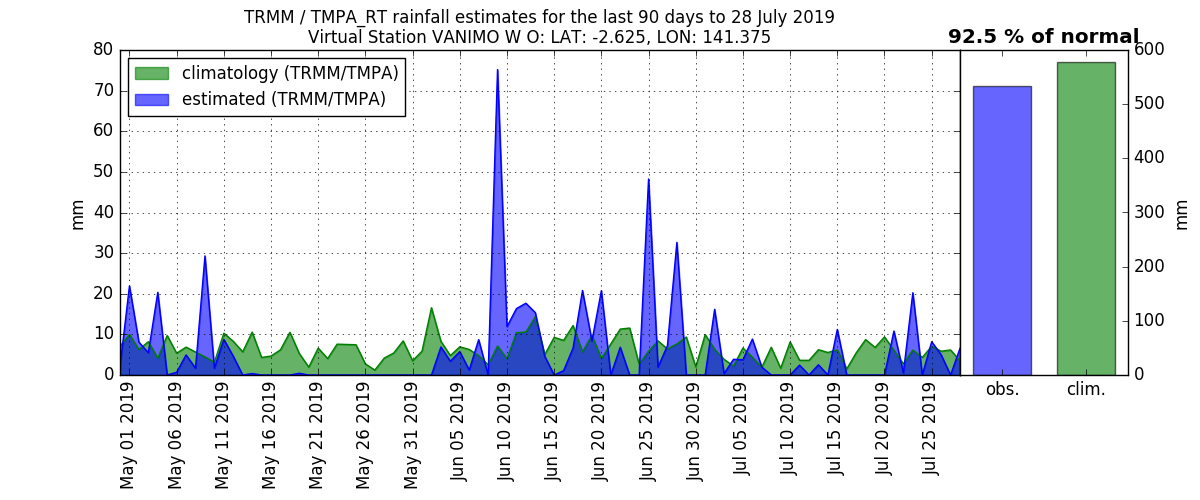 TRMM / TMPA_RT rainfall estimates for the last 90 days to 28 July 2019
Virtual Station VANIMO W O: LAT: -2.625, LON: 141.375
92.5 % of normal
climatology (TRMM/TMPA)
estimated (TRMM/TMPA)
mm
80
70
60
50
40
30
20
10
0
May 01 2019
May 06 2019
May 11 2019
May 16 2019
May 21 2019
May 26 2019
May 31 2019
Jun 05 2019
Jun 10 2019
Jun 15 2019
Jun 20 2019
Jun 25 2019
Jun 30 2019
Jul 05 2019
Jul 10 2019
Jul 15 2019
Jul 20 2019
Jul 25 2019
obs.
clim.
600
500
400
300
200
100
0
mm